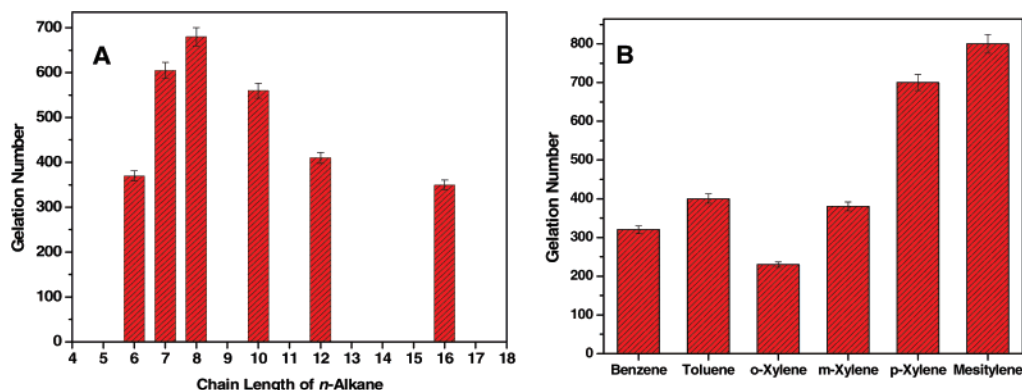 A
Gelation Number
700
600
500
400
300
200
100
0
4 5 6 7 8 9 10 11 12 13 14 15 16 17 18
Chain Length of n-Alkane
B
Gelation Number
800
700
600
500
400
300
200
100
0
Benzene Toluene o-Xylene m-Xylene p-Xylene Mesitylene